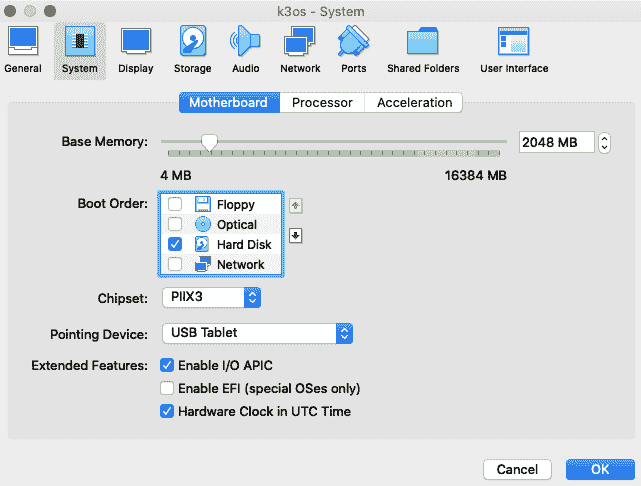 k3os - System
General System Display Storage Audio Network Ports Shared Folders User Interface
Motherboard Processor Acceleration
Base Memory: 2048 MB
4 MB 16384 MB
Boot Order: Floppy
Optical
Hard Disk
Network
Chipset: PIIX3
Pointing Device: USB Tablet
Extended Features: Enable I/O APIC
Enable EFI (special OSes only)
Hardware Clock in UTC Time
Cancel OK